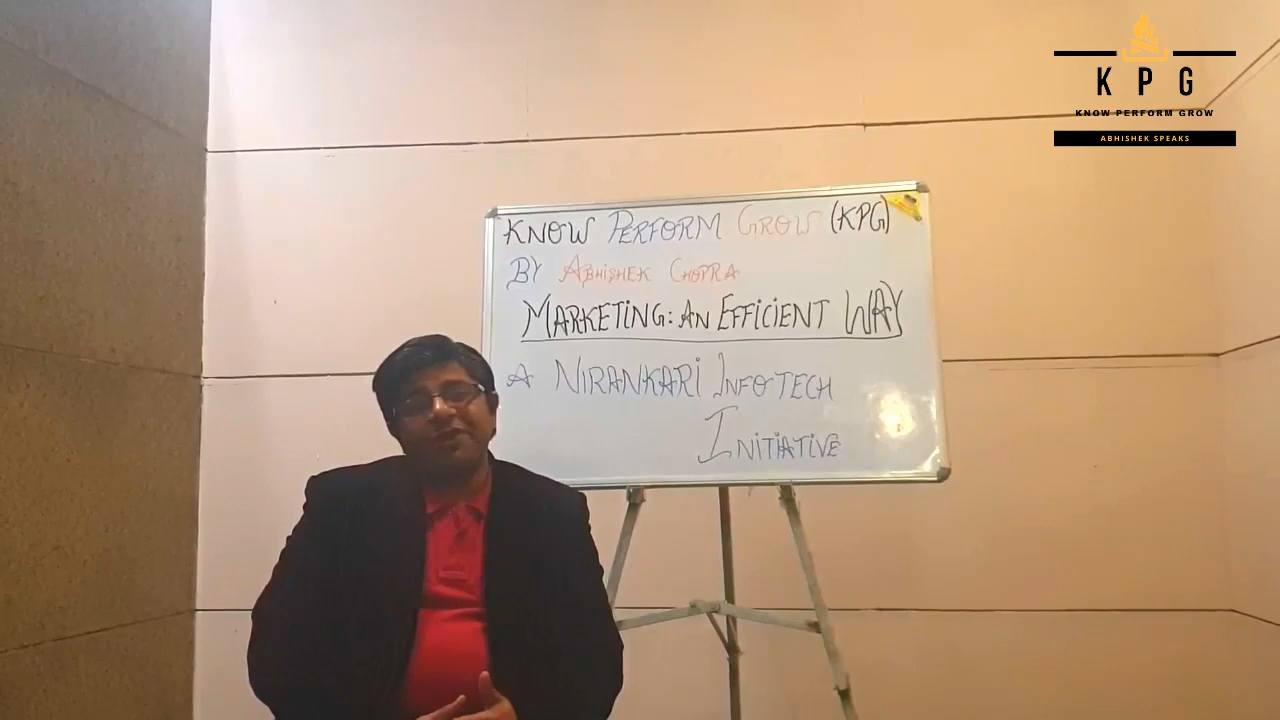 K P G
KNOW PERFORM GROW
ABHISHEK SPEAKS
KNOW PERFORM GROW (KPG)
BY ABHISHEK CHOPRA
MARKETiNG: AN EFFiCiENT WAY
A NIRANKARi INFOTECH
INiTiATiVE